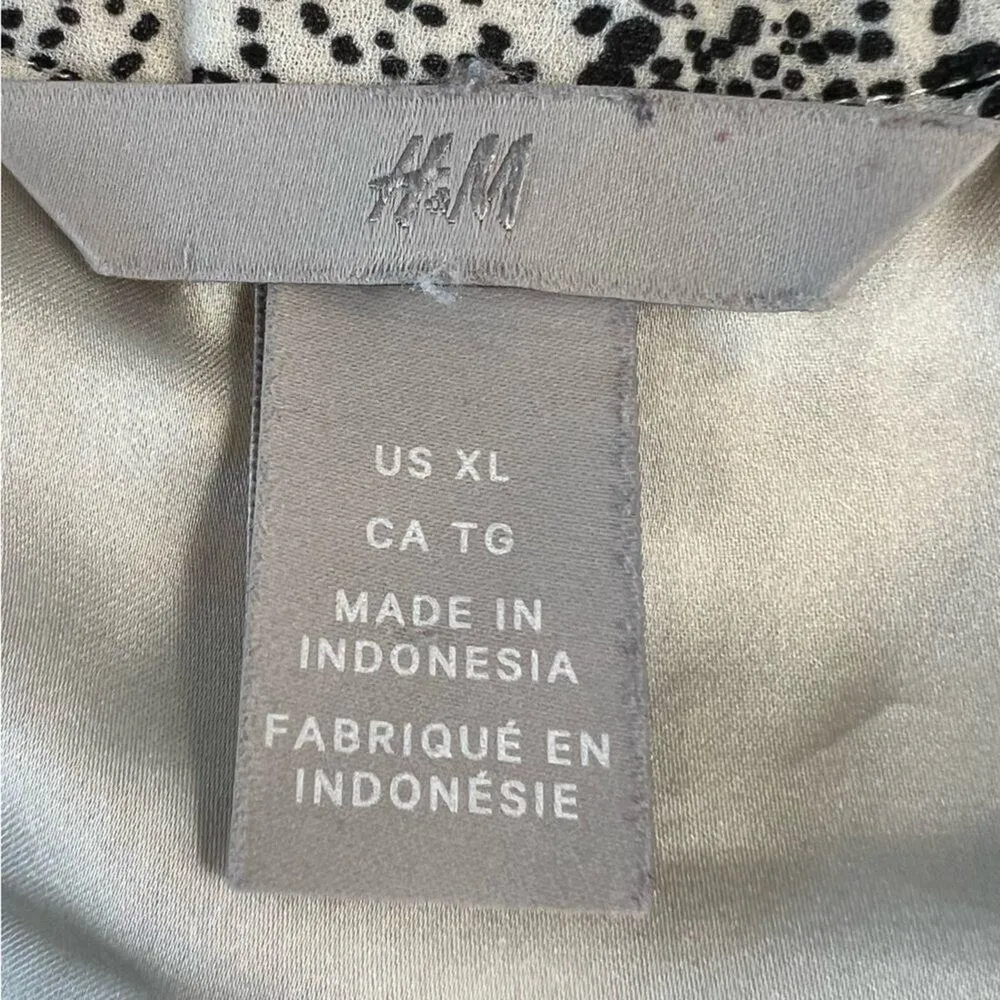 H&M
US XL
CA TG
MADE IN
INDONESIA
FABRIQUÉ EN
INDONÉSIE